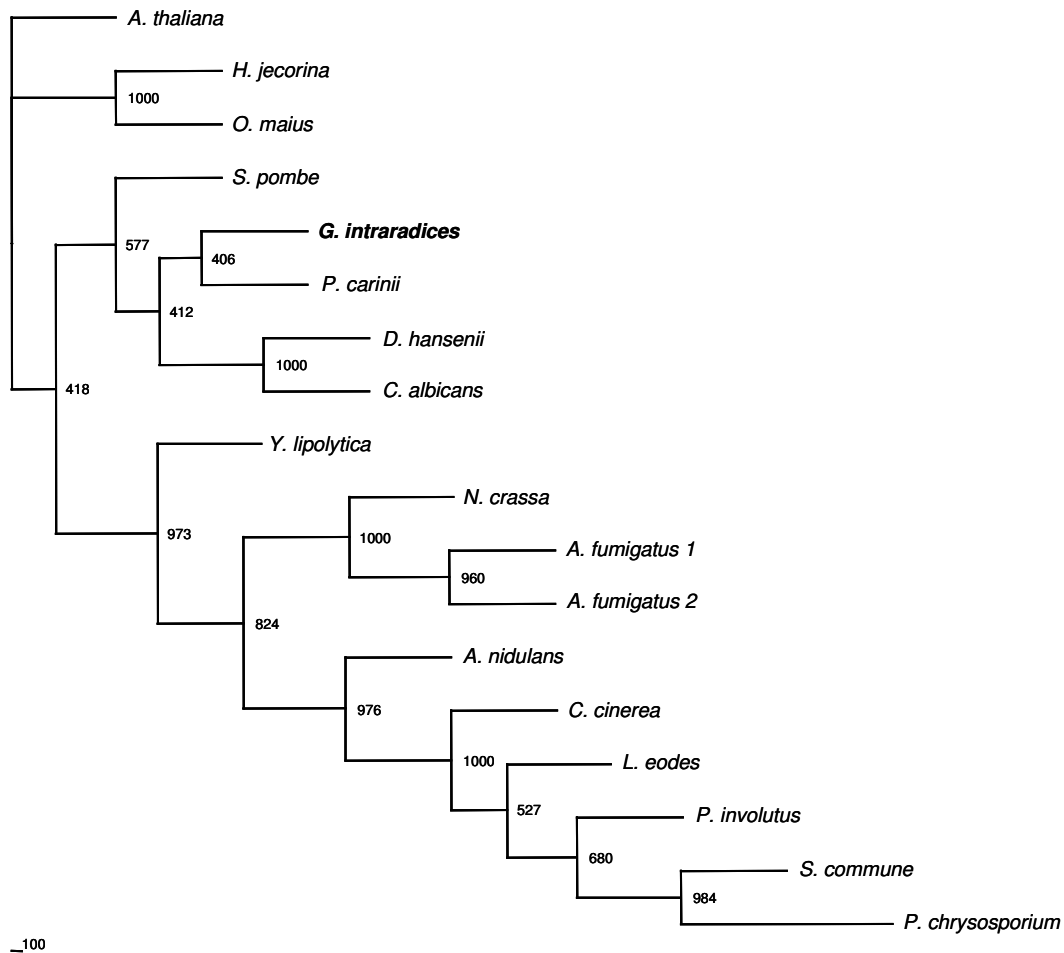 A. thaliana
H. jecorina
1000
O. maius
S. pombe
G. intraradices
577
406
P. carinii
412
D. hansenii
1000
418
C. albicans
Y. lipolytica
N. crassa
973
1000
A. fumigatus 1
960
A. fumigatus 2
824
A. nidulans
976
C. cinerea
1000
L. eodes
527
P. involutus
680
S. commune
984
P. chrysosporium
100